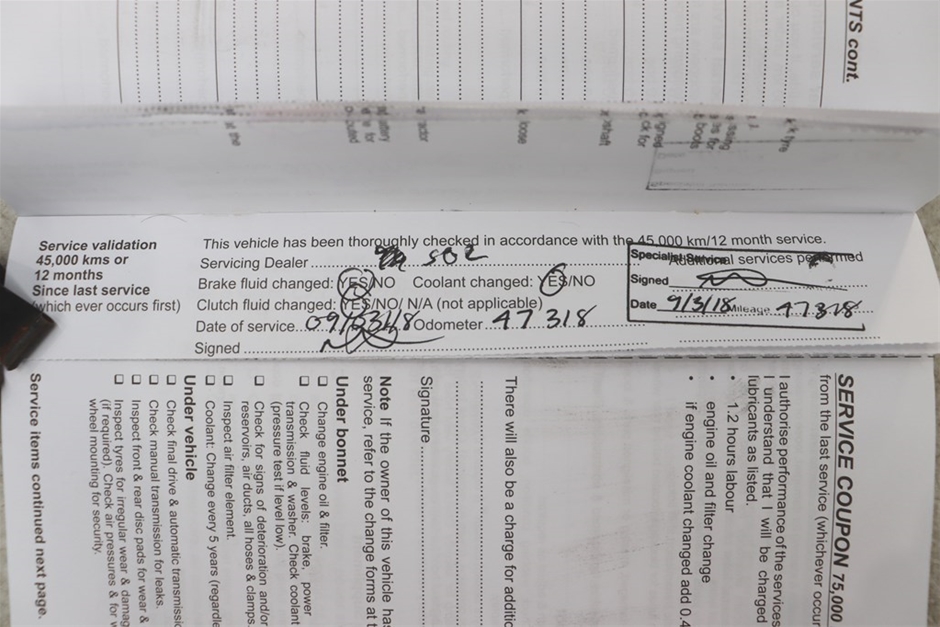 NTS cont.
Service validation
45,000 kms or
12 months
Since last service
(which ever occurs first)
This vehicle has been thoroughly checked in accordance with the 45,000 km/12 month service.
Servicing Dealer
Brake fluid changed: YES/NO Coolant changed: YES/NO
Clutch fluid changed: YES/NO/ N/A (not applicable)
Date of service 09/03/18 Odometer 47318
Signed
Additional services performed
Specialist Service
Signed
Date 9/3/18 Mileage 47318
SERVICE COUPON 75,000
from the last service (whichever occur
I authorise performance of the services
I understand that I will be charged
lubricants as listed.
• 1.2 hours labour
• engine oil and filter change
• if engine coolant changed add 0.4
There will also be a charge for additic
Signature
Note If the owner of this vehicle has
service, refer to the change forms at t
Under bonnet
❑ Change engine oil & filter.
❑ Check fluid levels: brake, power
transmission & washer. Check coolant
(pressure test if level low).
❑ Check for signs of deterioration and/or
reservoirs, air ducts, all hoses & clamps.
❑ Inspect air filter element.
❑ Coolant: Change every 5 years (regardle
Under vehicle
❑ Check final drive & automatic transmissic
❑ Check manual transmission for leaks.
❑ Inspect front & rear disc pads for wear &
❑ Inspect tyres for irregular wear & damag
(if required). Check air pressures & for w
wheel mounting for security.
Service items continued next page.